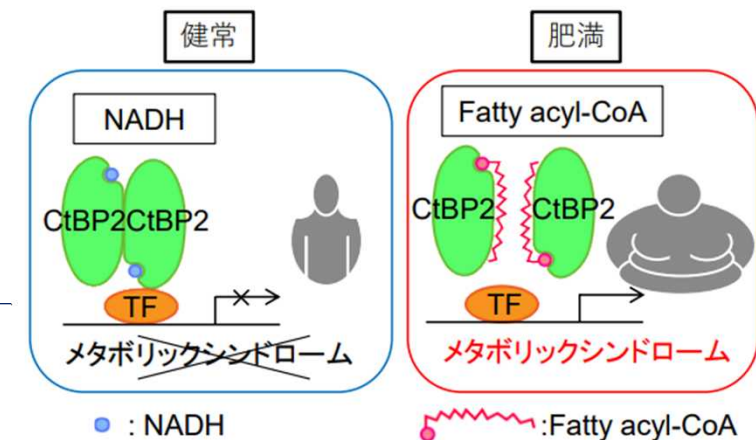 健常
肥満
NADH
Fatty acyl-CoA
CtBP2CtBP2
CtBP2 CtBP2
TF
TF
メタボリックシンドローム
メタボリックシンドローム
: NADH
:Fatty acyl-CoA